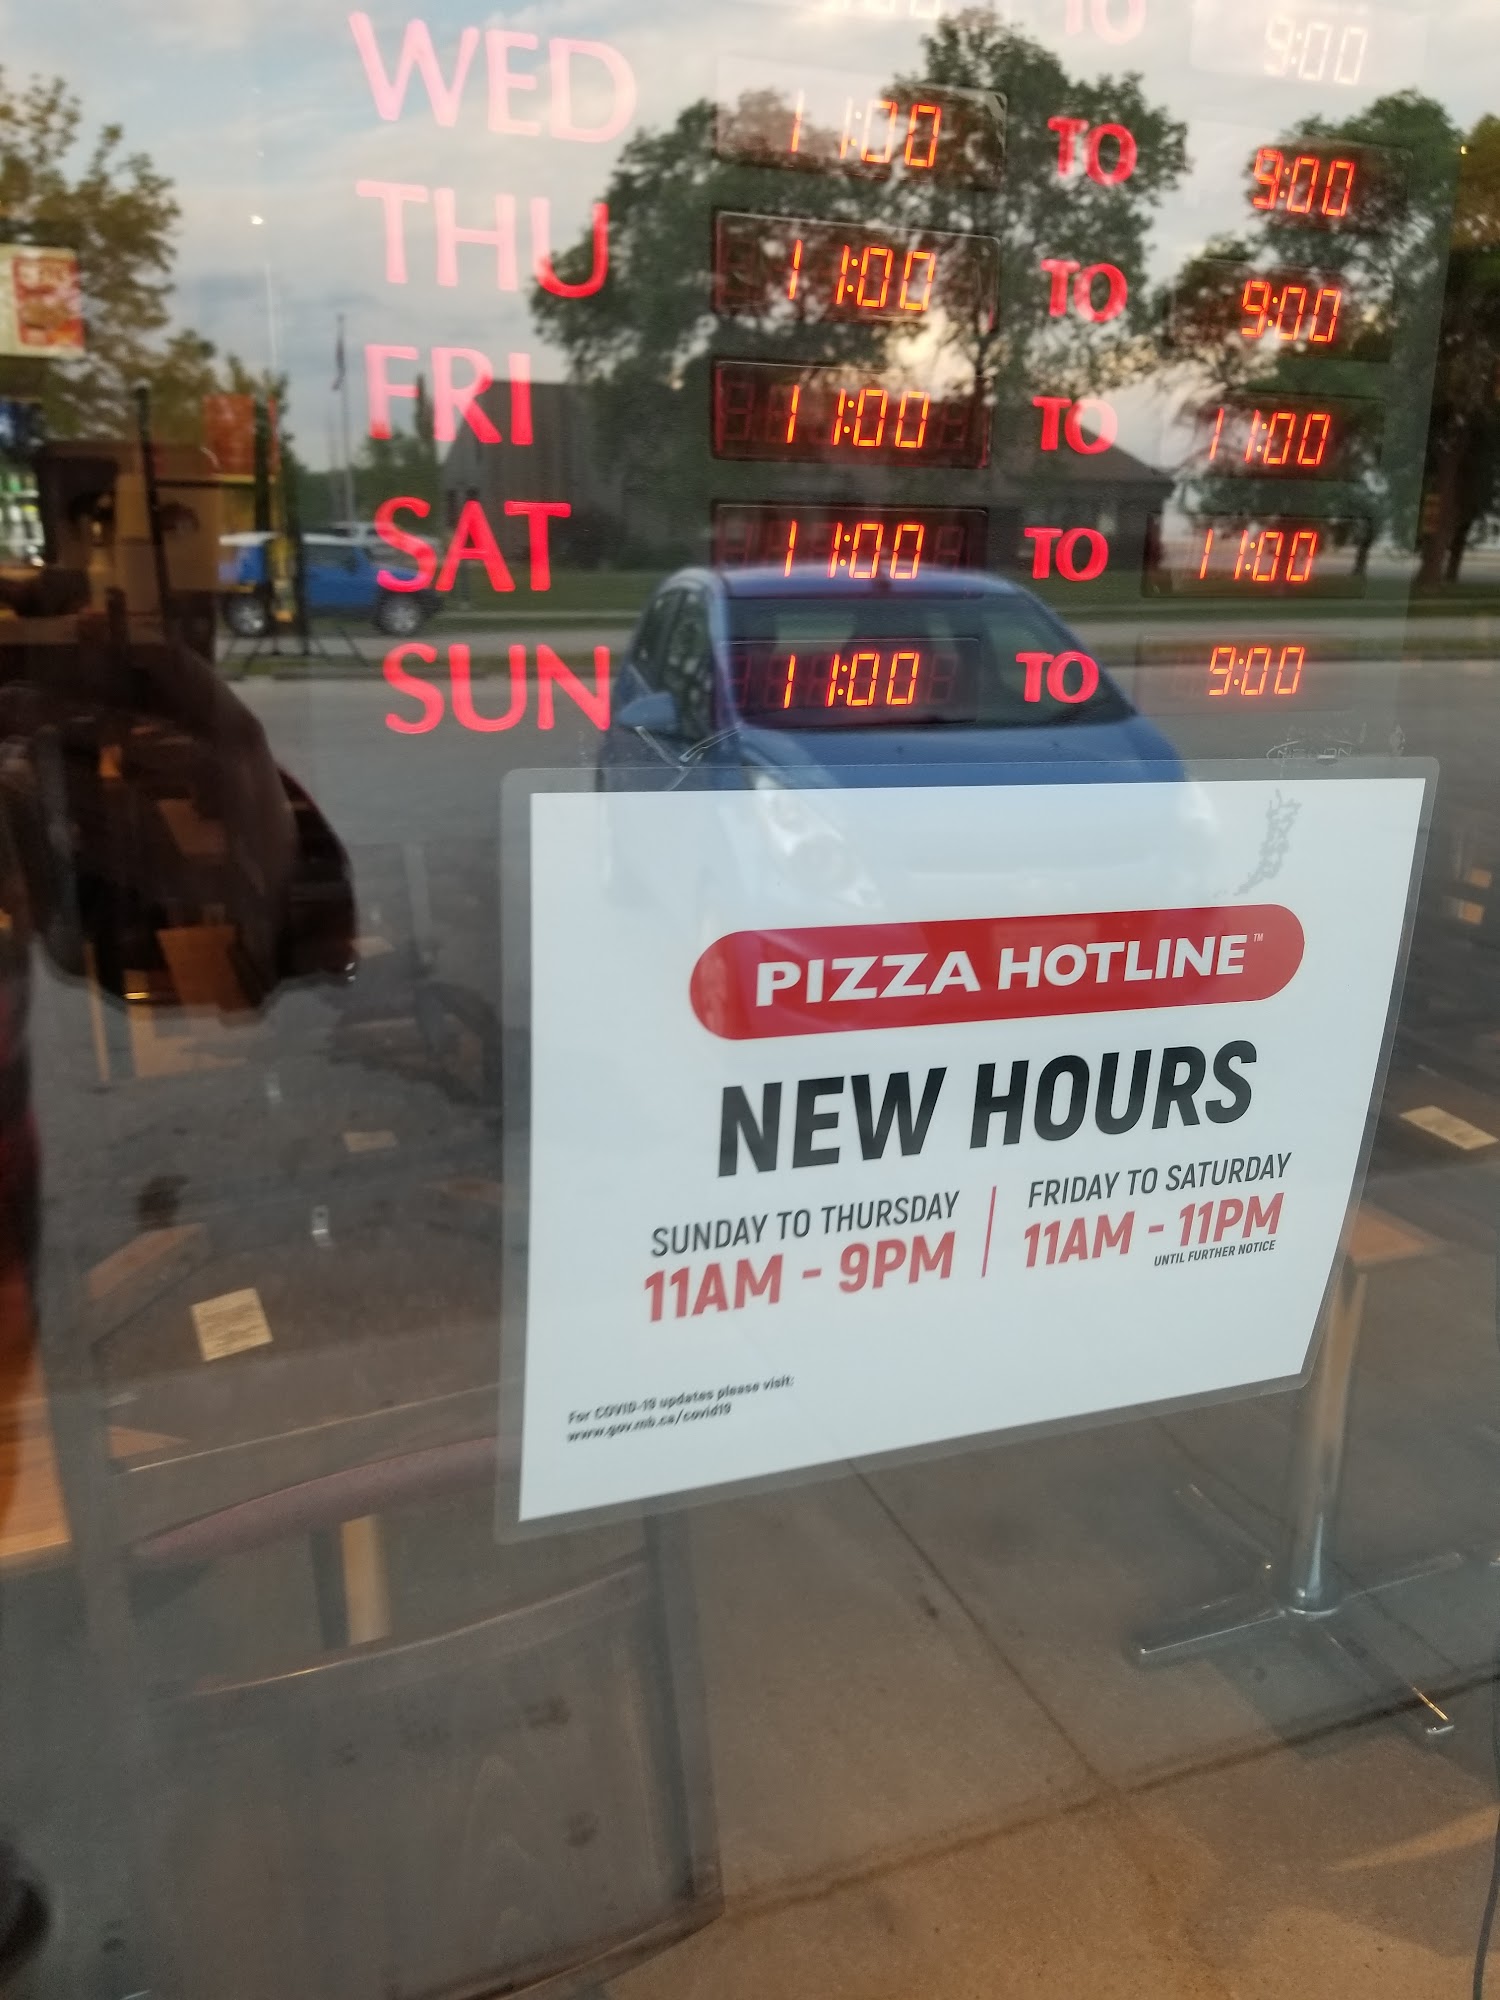 TO 9:00
WED 11:00 TO 9:00
THU 11:00 TO 9:00
FRI 11:00 TO 11:00
SAT 11:00 TO 11:00
SUN 11:00 TO 9:00
PIZZA HOTLINE™
NEW HOURS
SUNDAY TO THURSDAY
11AM - 9PM
FRIDAY TO SATURDAY
11AM - 11PM
UNTIL FURTHER NOTICE
For COVID-19 updates please visit:
www.gov.mb.ca/covid19